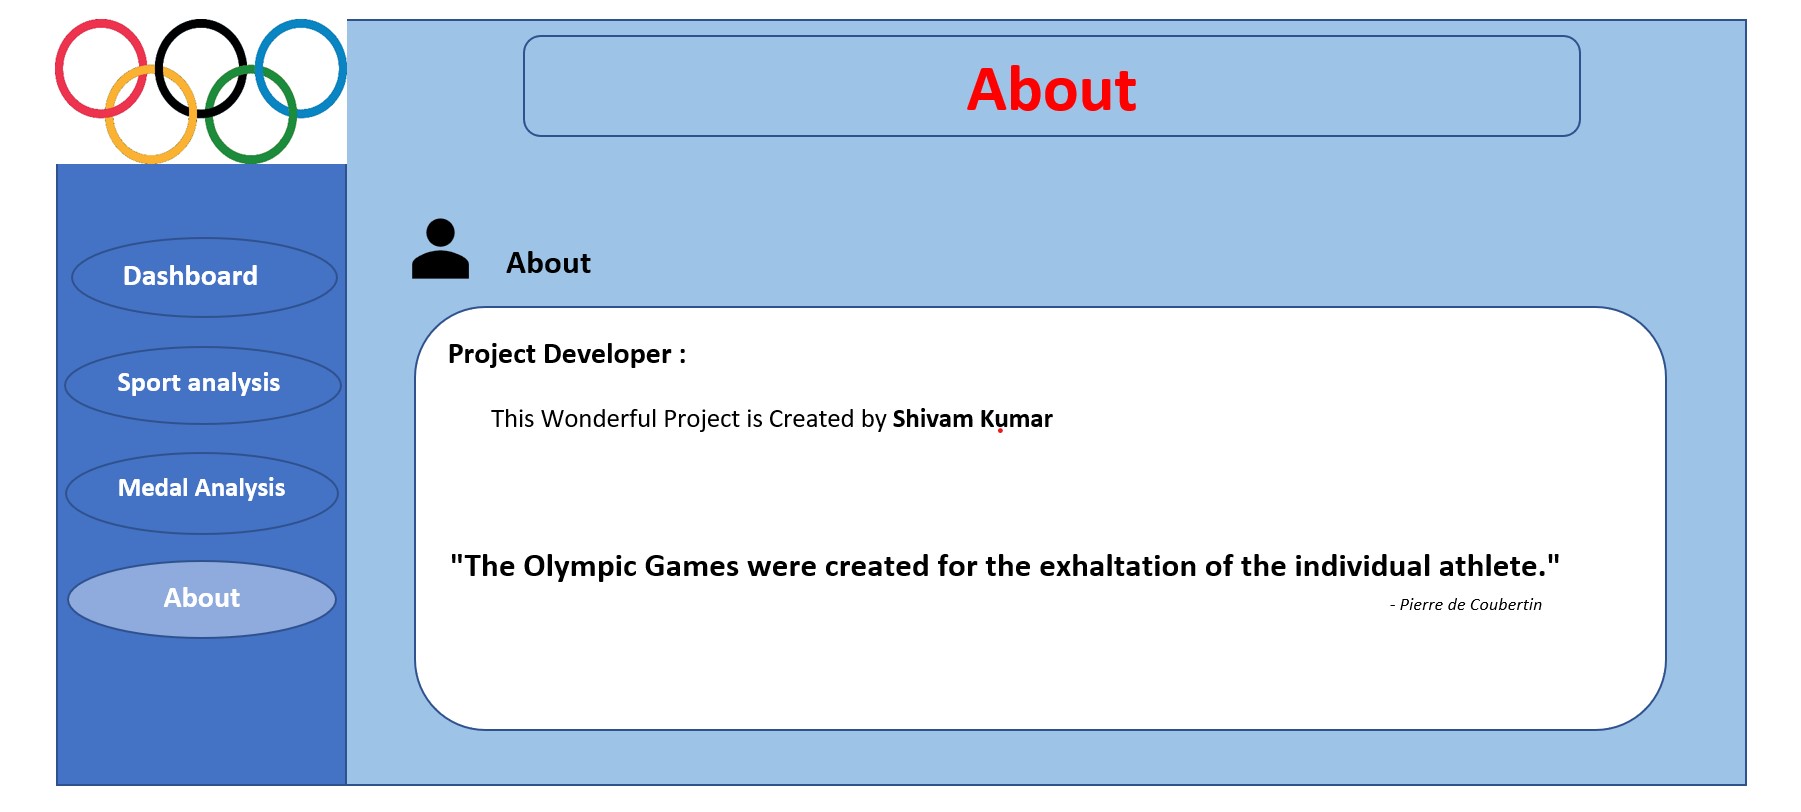 About
Dashboard
Sport analysis
Medal Analysis
About
About
Project Developer :
This Wonderful Project is Created by Shivam Kumar
"The Olympic Games were created for the exhaltation of the individual athlete."
- Pierre de Coubertin